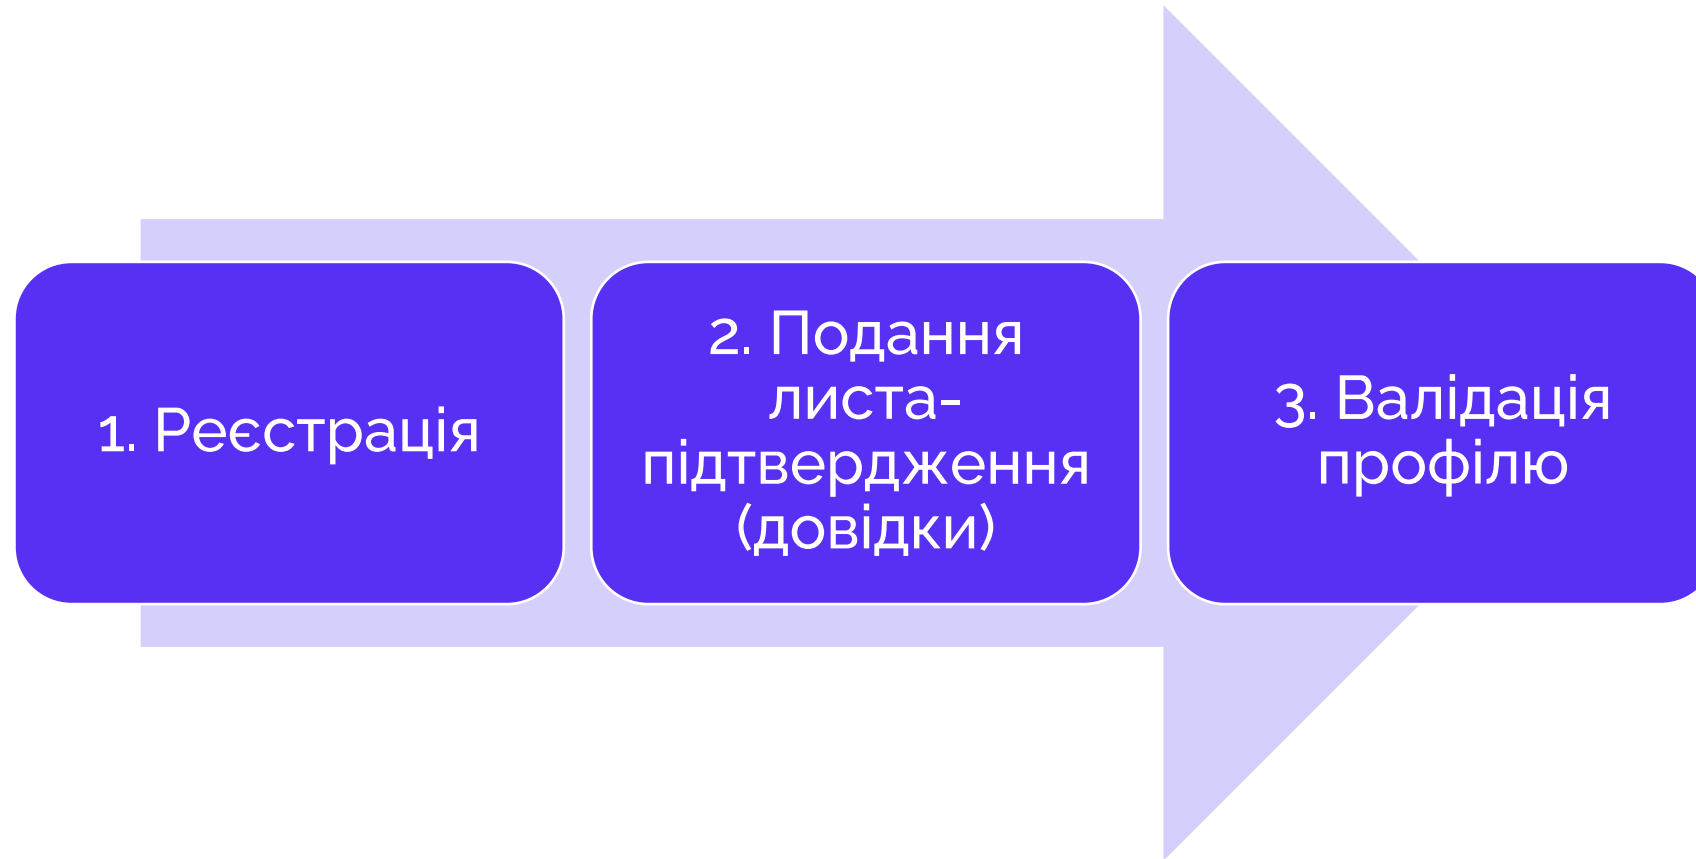 1. Реєстрація
2. Подання
листа-
підтвердження
(довідки)
3. Валідація
профілю